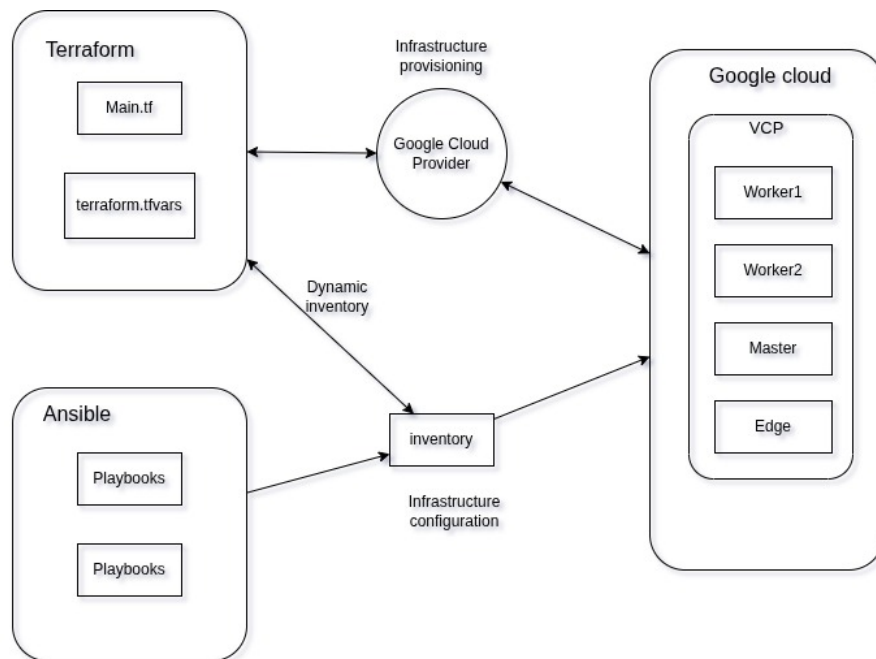 Terraform
Main.tf
terraform.tfvars
Infrastructure
provisioning
Google Cloud
Provider
Dynamic
inventory
Ansible
Playbooks
Playbooks
inventory
Infrastructure
configuration
Google cloud
VCP
Worker1
Worker2
Master
Edge